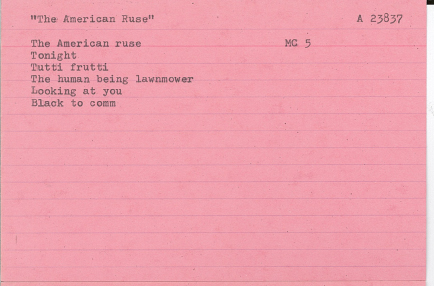 "The American Ruse" A 23837
The American ruse MC 5
Tonight
Tutti frutti
The human being lawnmower
Looking at you
Black to comm